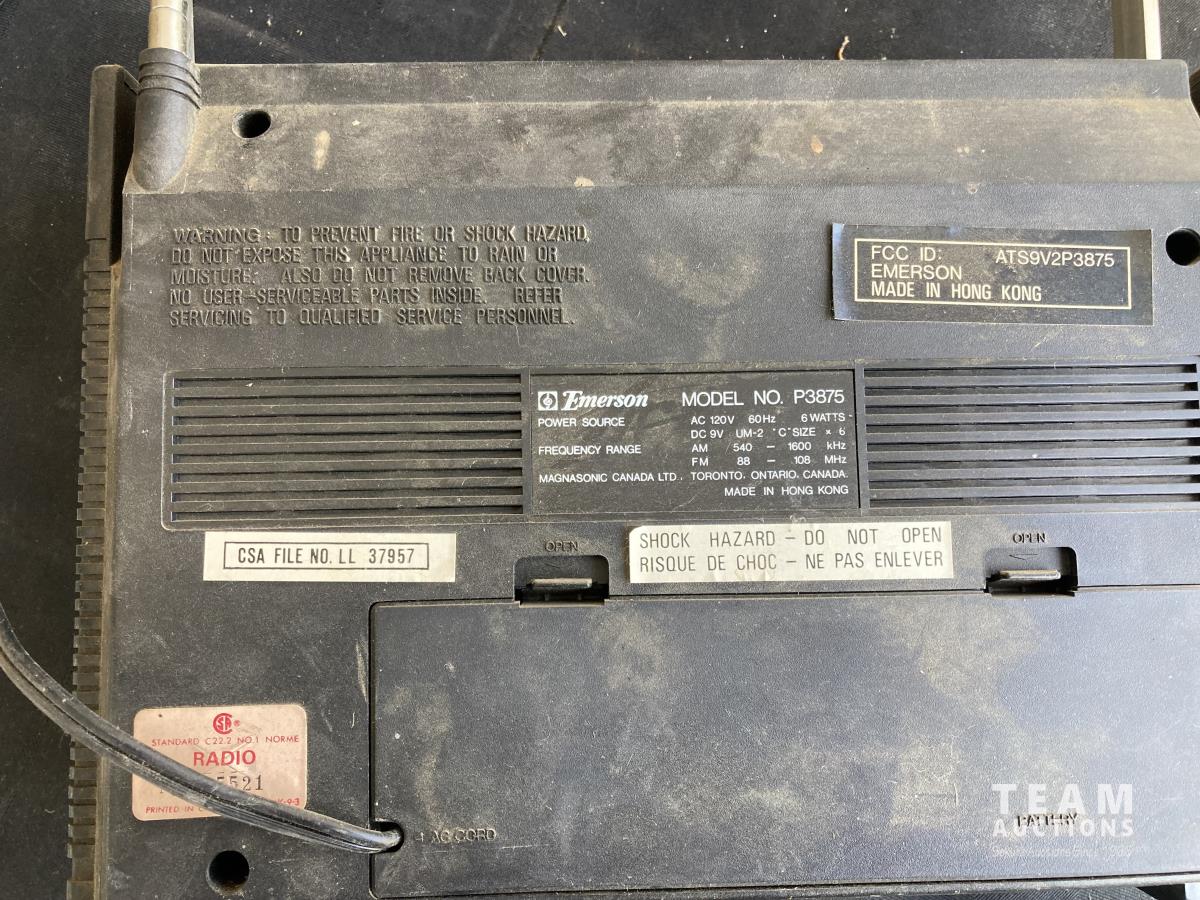 WARNING: TO PREVENT FIRE OR SHOCK HAZARD,
DO NOT EXPOSE THIS APPLIANCE TO RAIN OR
MOISTURE. ALSO DO NOT REMOVE BACK COVER.
NO USER-SERVICEABLE PARTS INSIDE. REFER
SERVICING TO QUALIFIED SERVICE PERSONNEL.
FCC ID: ATS9V2P3875
EMERSON
MADE IN HONG KONG
Emerson MODEL NO. P3875
POWER SOURCE AC 120V 60Hz 6 WATTS
DC 9V UM-2 "C" SIZE × 6
FREQUENCY RANGE AM 540 – 1600 kHz
FM 88 – 108 MHz
MAGNASONIC CANADA LTD., TORONTO, ONTARIO, CANADA.
MADE IN HONG KONG
CSA FILE NO. LL 37957
OPEN
SHOCK HAZARD – DO NOT OPEN
RISQUE DE CHOC – NE PAS ENLEVER
OPEN
STANDARD C22.2 NO.1 NORME
RADIO
5521
PRINTED IN
AC CORD
BATTERY
TEAM
AUCTIONS